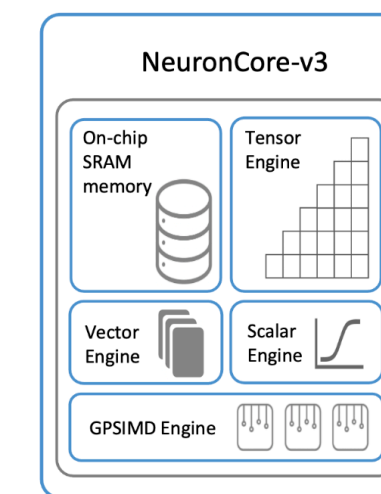 NeuronCore-v3
On-chip
SRAM
memory
Tensor
Engine
Vector
Engine
Scalar
Engine
GPSIMD Engine